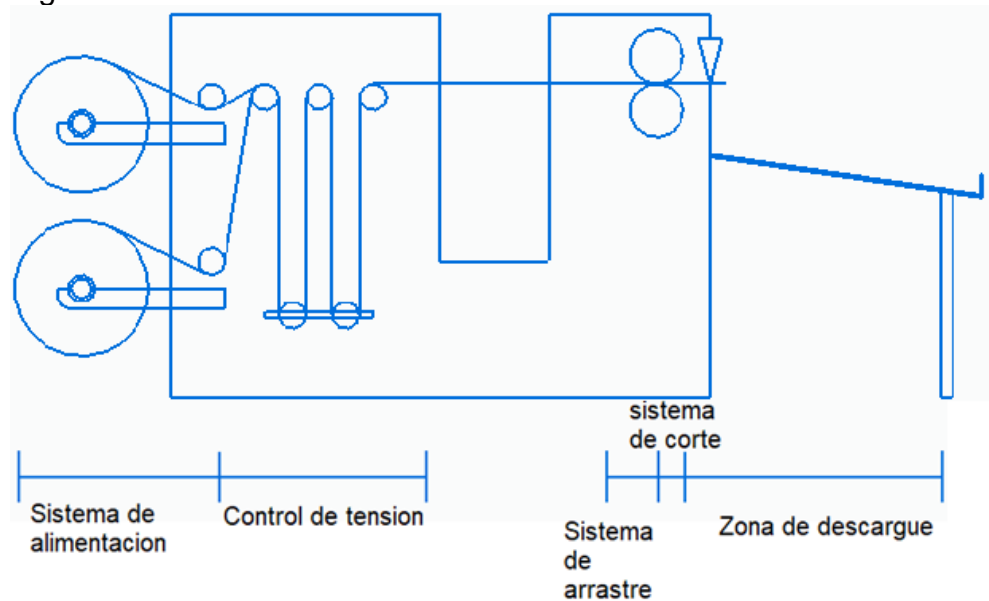 sistema
de corte
Sistema de
alimentacion
Control de tension
Sistema
de
arrastre
Zona de descargue